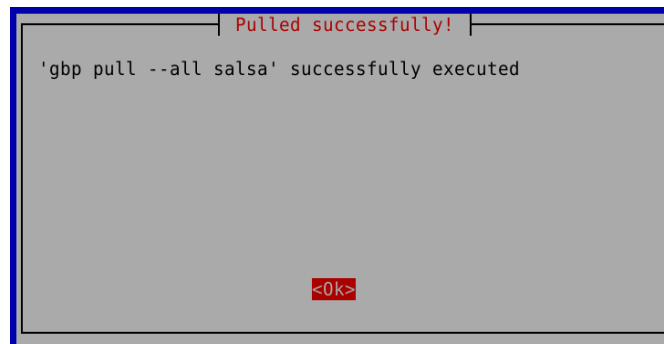 Pulled successfully!
'gbp pull --all salsa' successfully executed
<Ok>